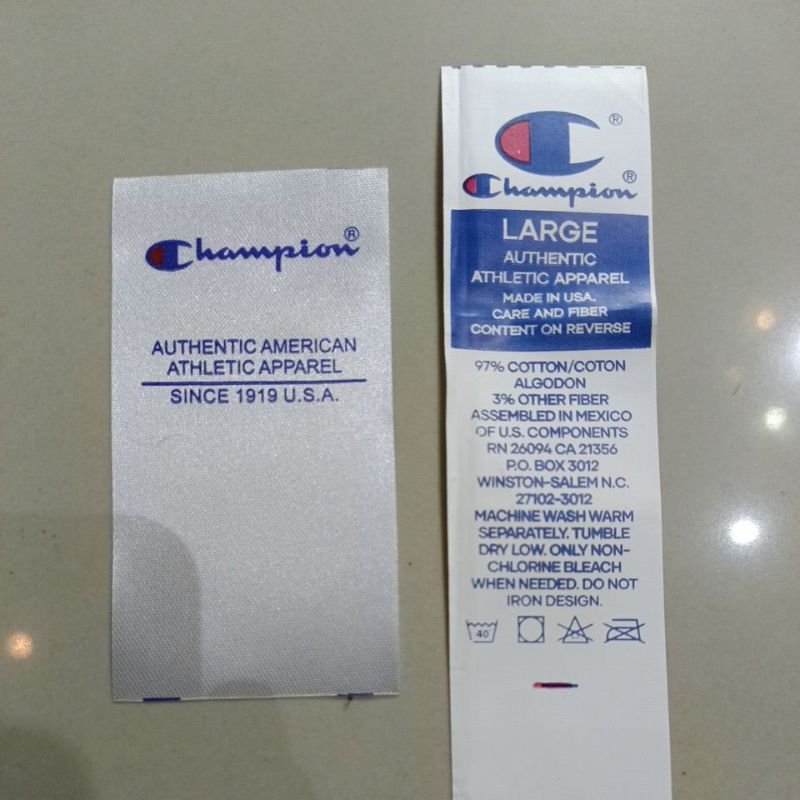 Champion®
AUTHENTIC AMERICAN
ATHLETIC APPAREL
SINCE 1919 U.S.A.
®
Champion®
LARGE
AUTHENTIC
ATHLETIC APPAREL
MADE IN USA.
CARE AND FIBER
CONTENT ON REVERSE
97% COTTON/COTON
ALGODON
3% OTHER FIBER
ASSEMBLED IN MEXICO
OF U.S. COMPONENTS
RN 26094 CA 21356
P.O. BOX 3012
WINSTON-SALEM N.C.
27102-3012
MACHINE WASH WARM
SEPARATELY. TUMBLE
DRY LOW. ONLY NON-
CHLORINE BLEACH
WHEN NEEDED. DO NOT
IRON DESIGN.
40